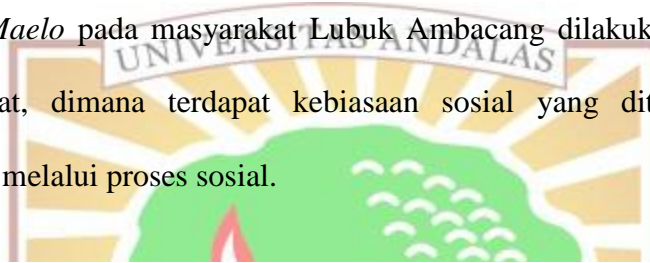 Maelo pada masyarakat Lubuk Ambacang dilakuk
UNIVERSITAS ANDALAS
at, dimana terdapat kebiasaan sosial yang dit
melalui proses sosial.